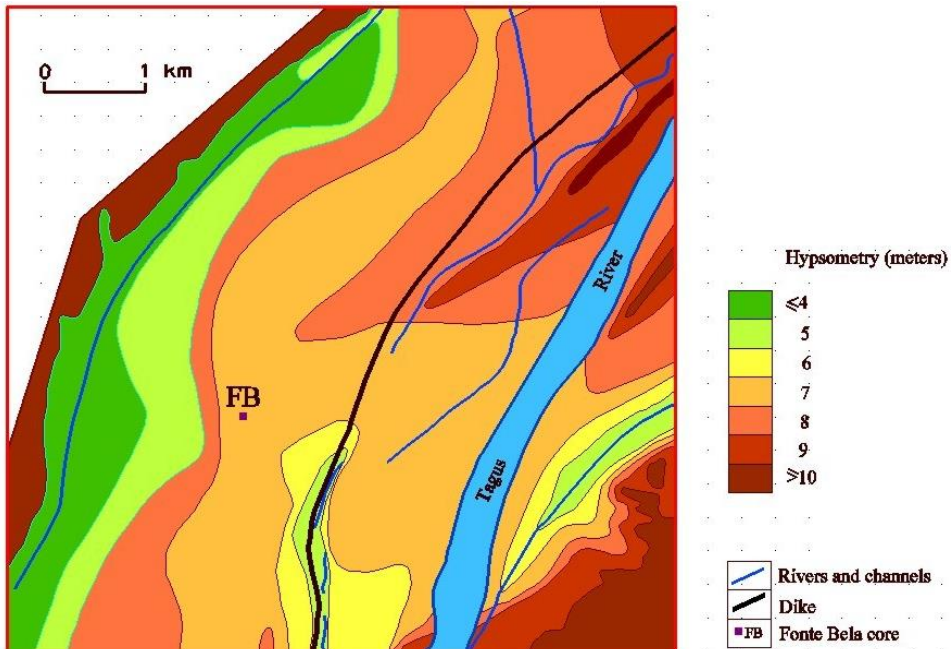 0 1 km
FB
River
Tagus
Hypsometry (meters)
⩽4
5
6
7
8
9
⩾10
Rivers and channels
Dike
FB Fonte Bela core